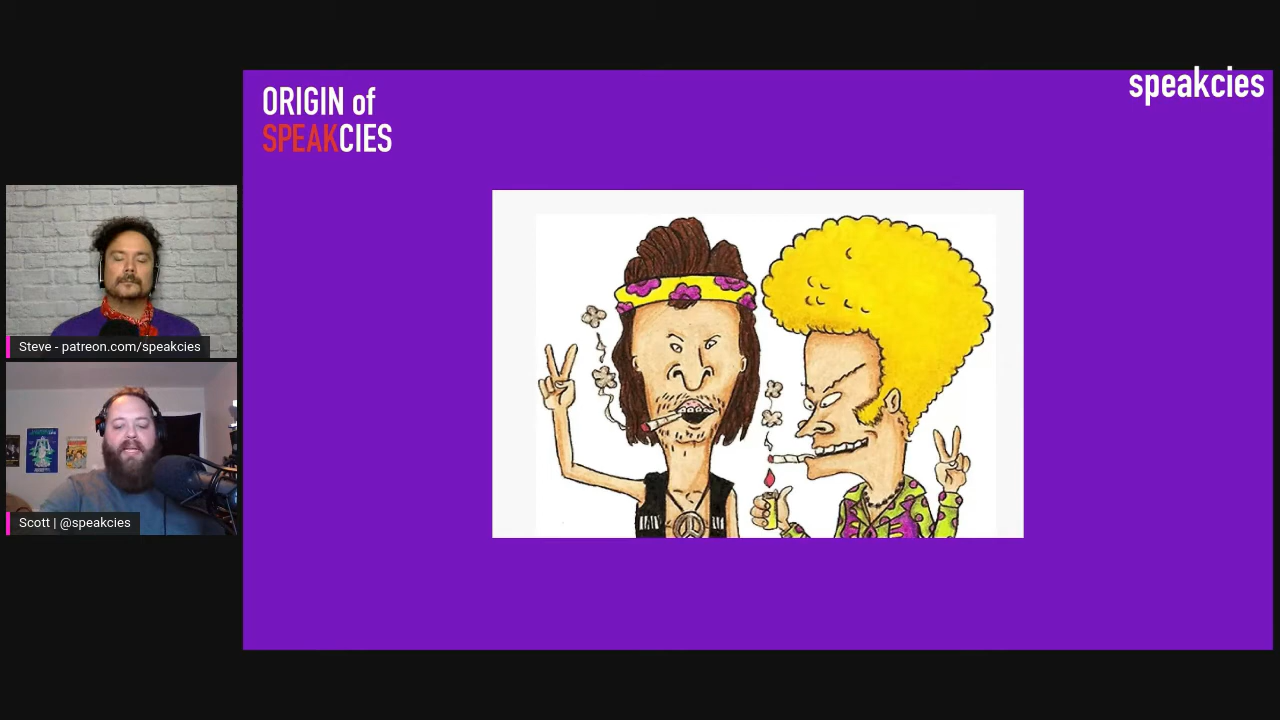 ORIGIN of
SPEAKCIES
speakcies
Steve - patreon.com/speakcies
Scott | @speakcies